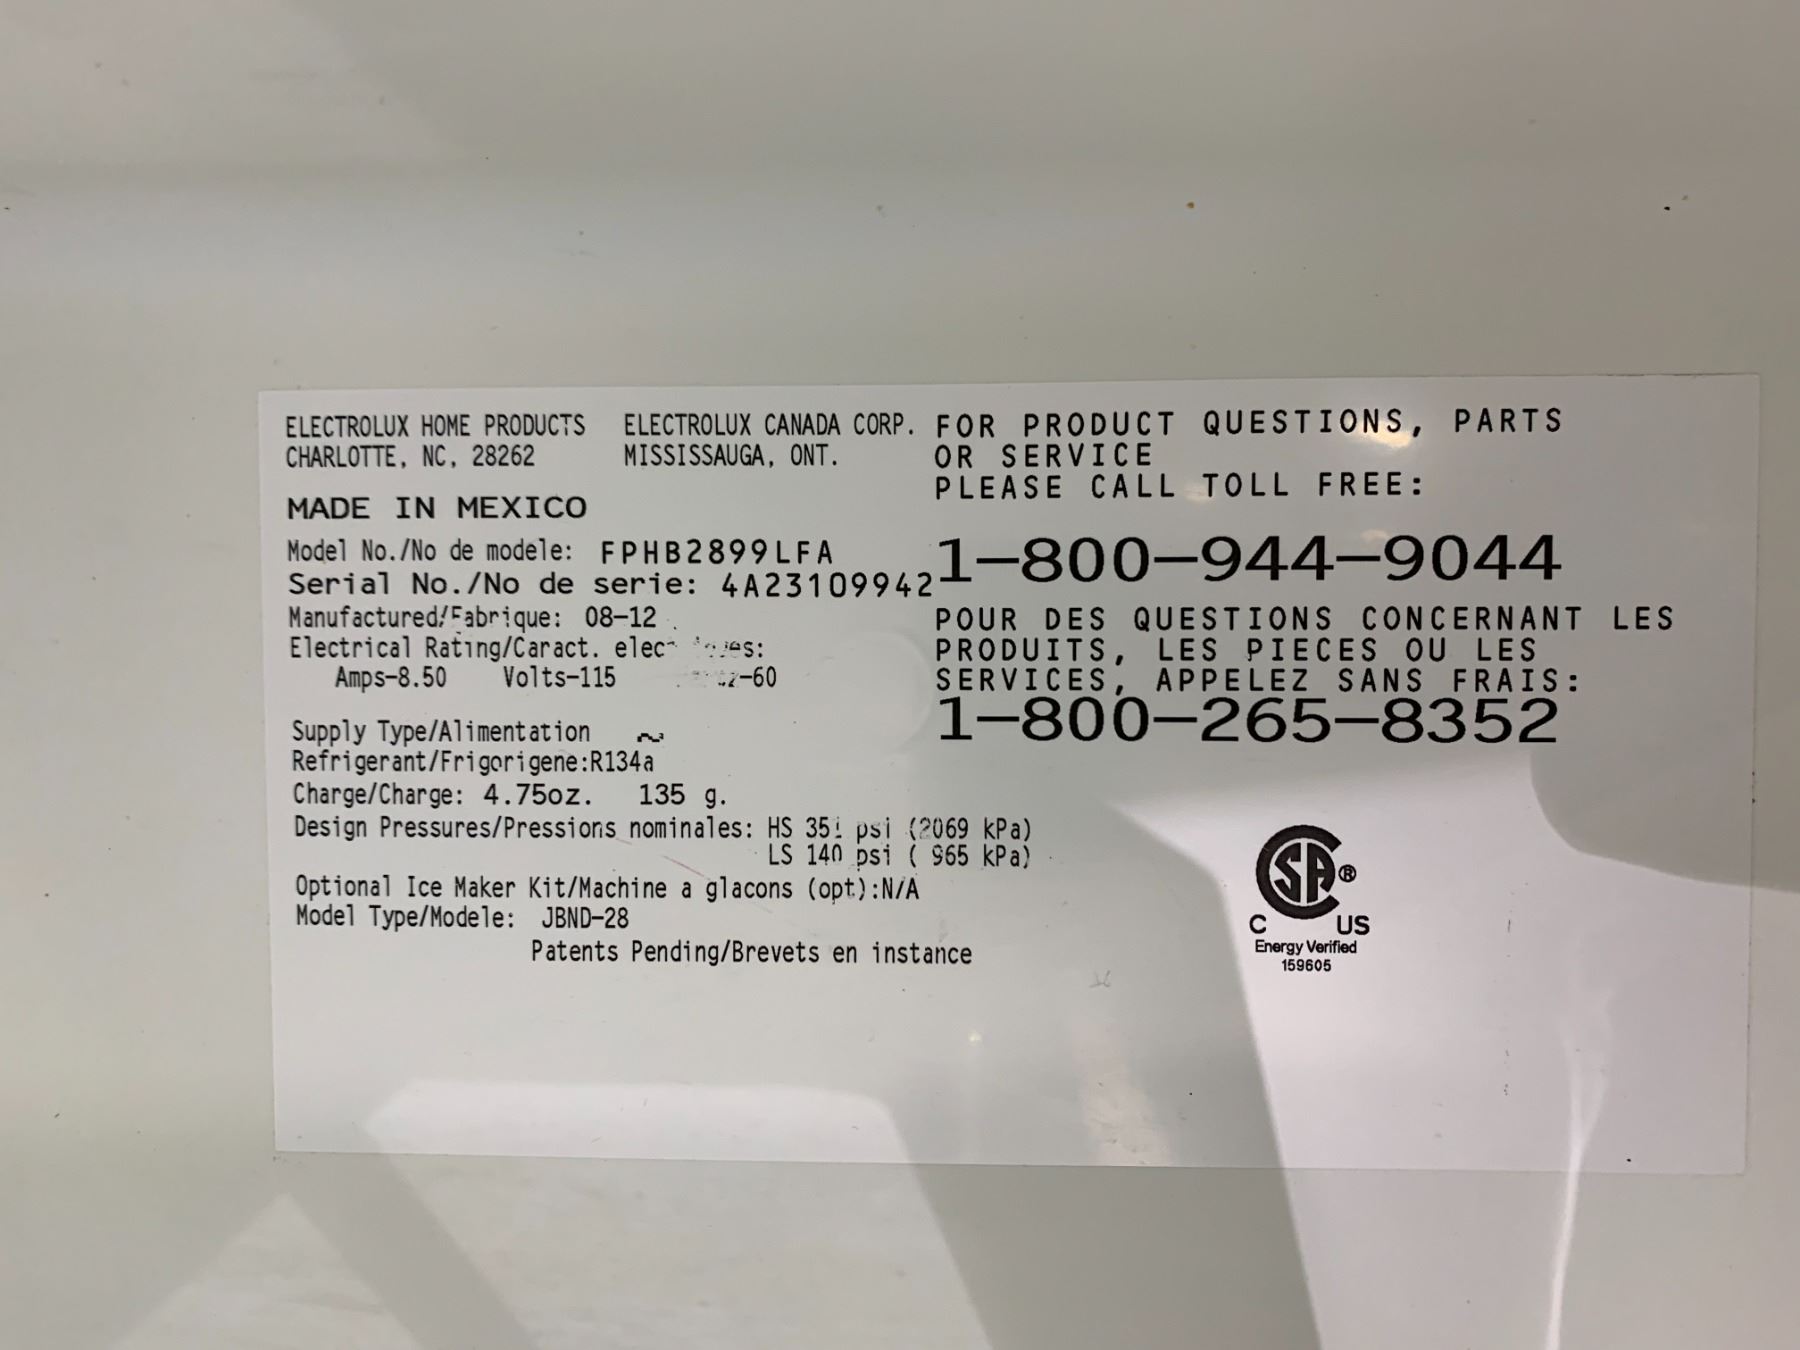 ELECTROLUX HOME PRODUCTS
CHARLOTTE, NC, 28262
ELECTROLUX CANADA CORP.
MISSISSAUGA, ONT.
MADE IN MEXICO
Model No./No de modele: FPHB2899LFA
Serial No./No de serie: 4A23109942
Manufactured/Fabrique: 08-12
Electrical Rating/Caract.
Amps-8.50 Volts-115 -60
Supply Type/Alimentation ~
Refrigerant/Frigorigene:R134a
Charge/Charge: 4.75oz. 135 g.
Design Pressures/Pressions nominales: HS psi (2069 kPa)
LS 140 psi ( 965 kPa)
Optional Ice Maker Kit/Machine a glacons (opt):N/A
Model Type/Modele: JBND-28
Patents Pending/Brevets en instance
FOR PRODUCT QUESTIONS, PARTS
OR SERVICE
PLEASE CALL TOLL FREE:
1-800-944-9044
POUR DES QUESTIONS CONCERNANT LES
PRODUITS, LES PIECES OU LES
SERVICES, APPELEZ SANS FRAIS:
1-800-265-8352
SA®
C US
Energy Verified
159605